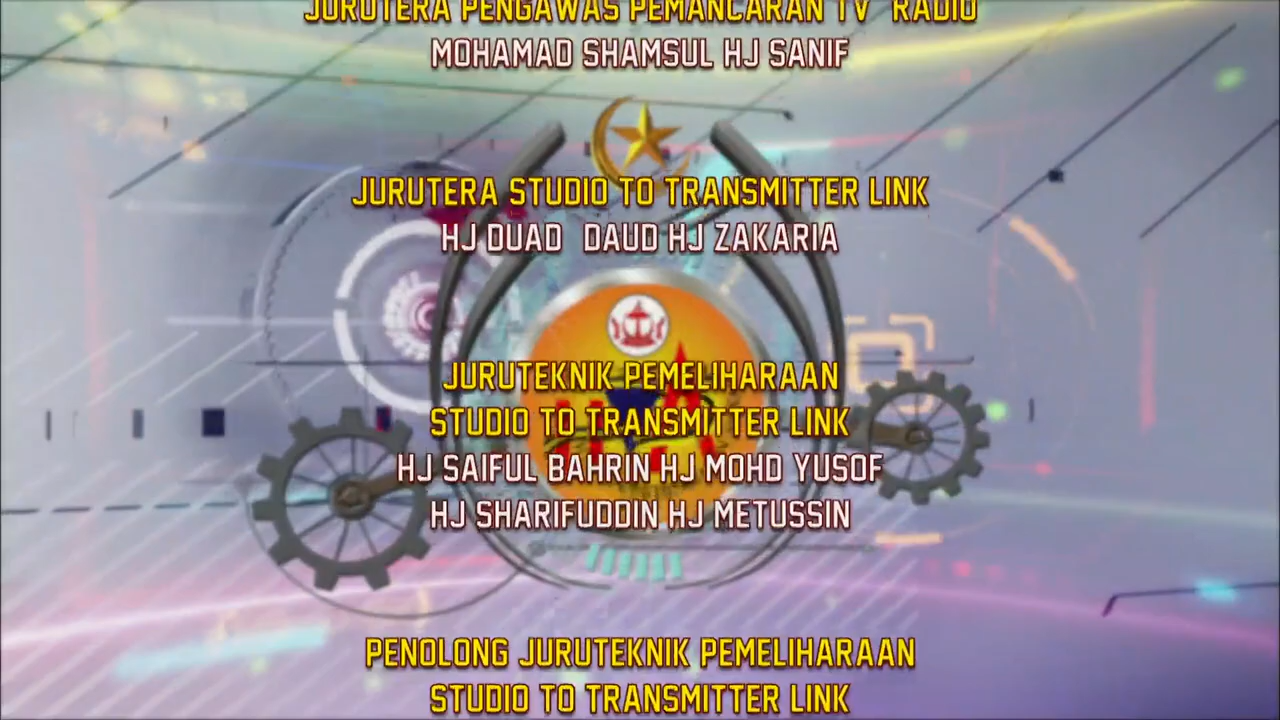 JURUTERA PENGAWAS PEMANCARAN TV RADIO
MOHAMAD SHAMSUL HJ SANIF
JURUTERA STUDIO TO TRANSMITTER LINK
HJ DUAD DAUD HJ ZAKARIA
JURUTEKNIK PEMELIHARAAN
STUDIO TO TRANSMITTER LINK
HJ SAIFUL BAHRIN HJ MOHD YUSOF
HJ SHARIFUDDIN HJ METUSSIN
PENOLONG JURUTEKNIK PEMELIHARAAN
STUDIO TO TRANSMITTER LINK